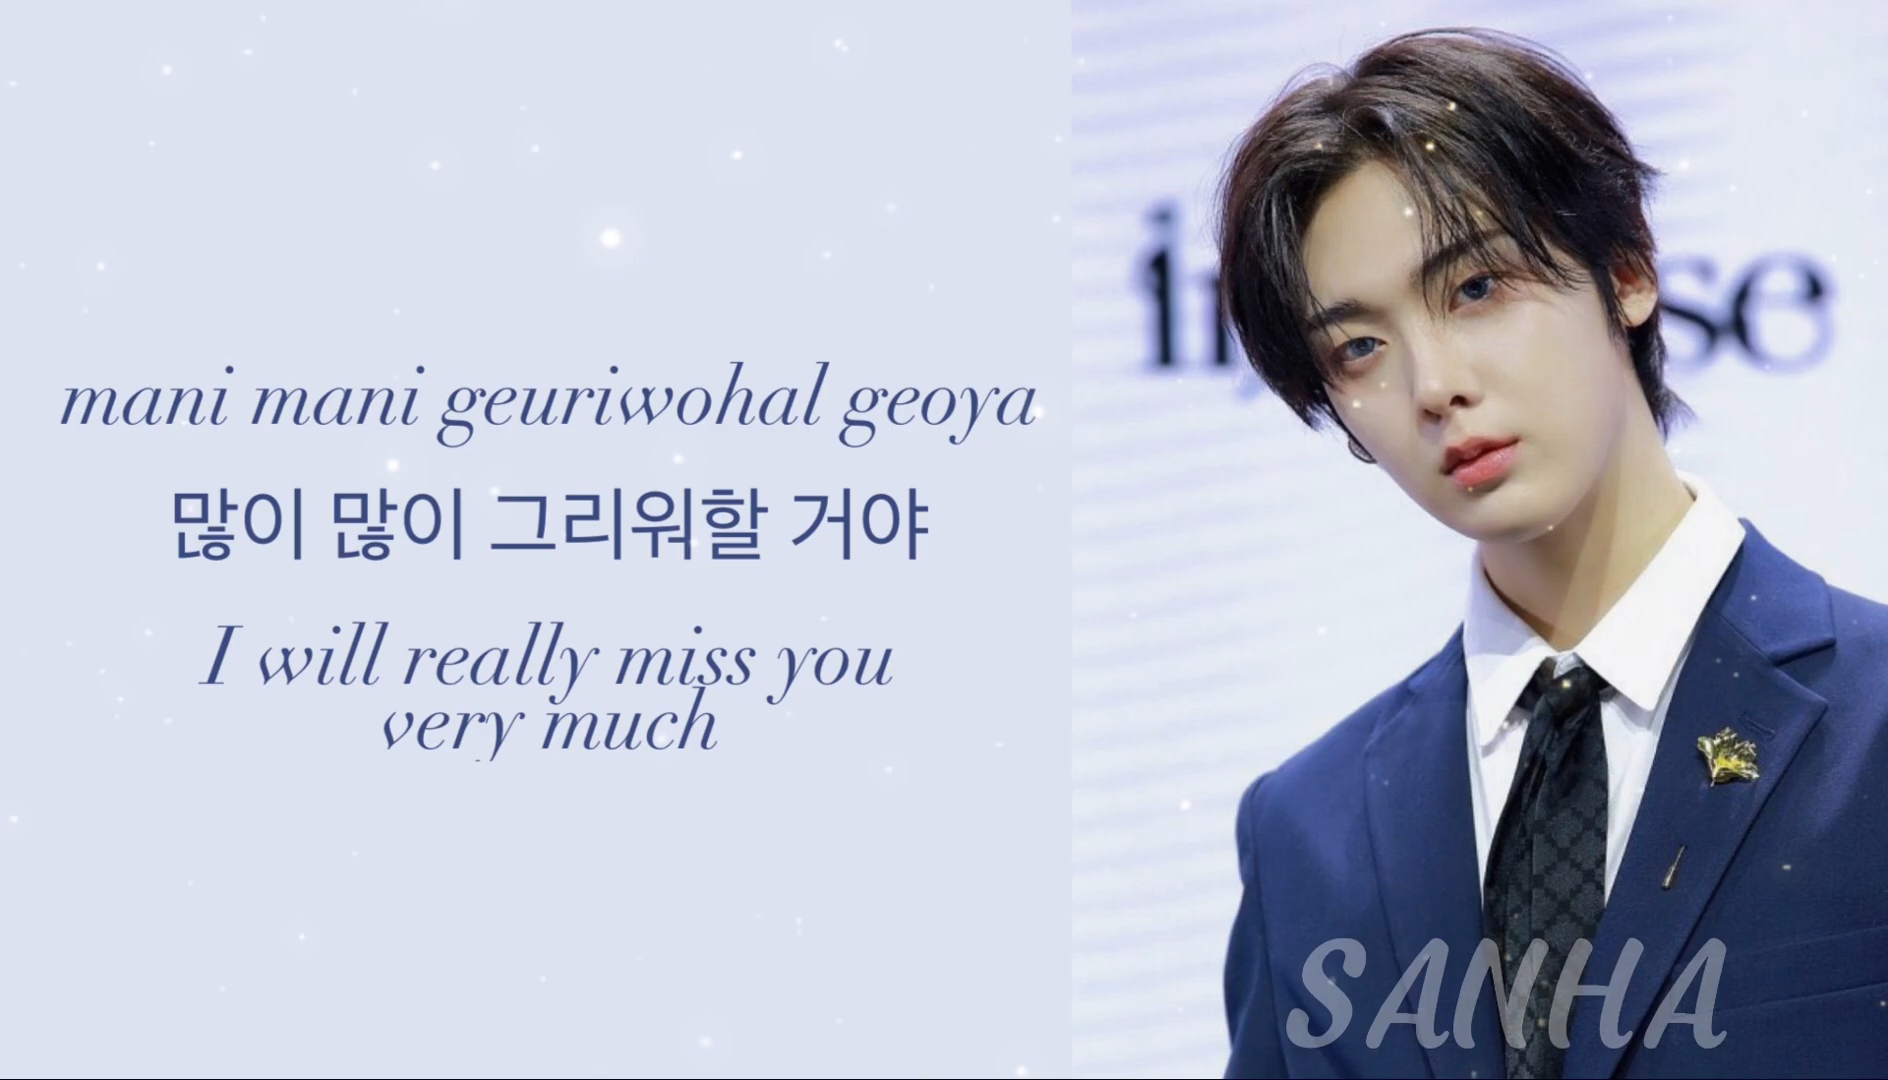 mani mani geuriwohal geoya
많이 많이 그리워할 거야
I will really miss you
very much
SANHA